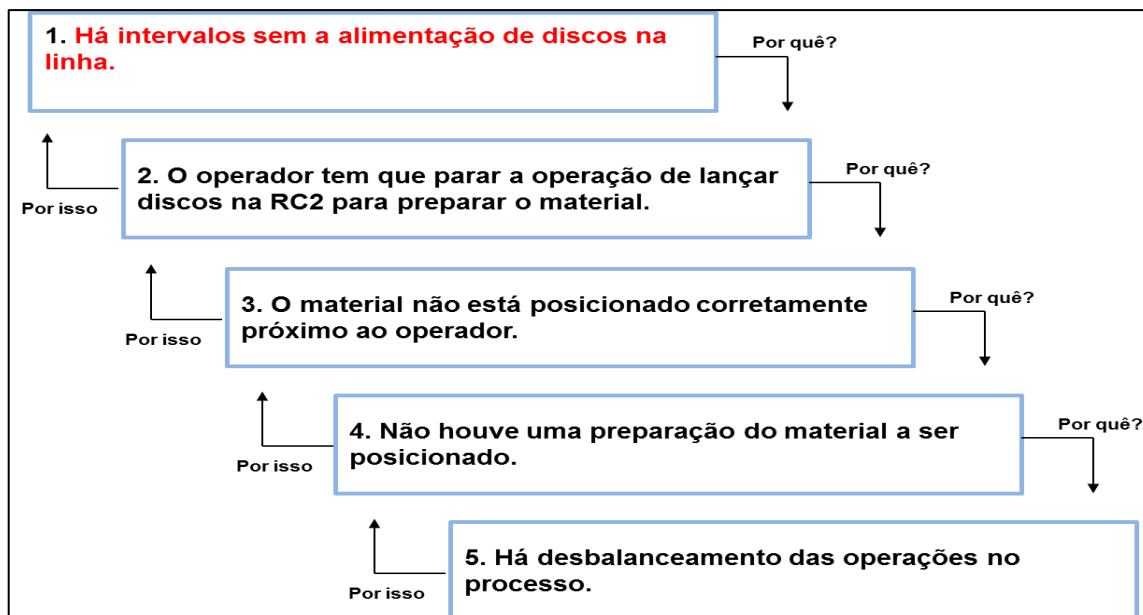 1. Há intervalos sem a alimentação de discos na
linha.
Por quê?
2. O operador tem que parar a operação de lançar
discos na RC2 para preparar o material.
Por quê?
Por isso
3. O material não está posicionado corretamente
próximo ao operador.
Por quê?
Por isso
4. Não houve uma preparação do material a ser
posicionado.
Por quê?
Por isso
5. Há desbalanceamento das operações no
processo.
Por isso